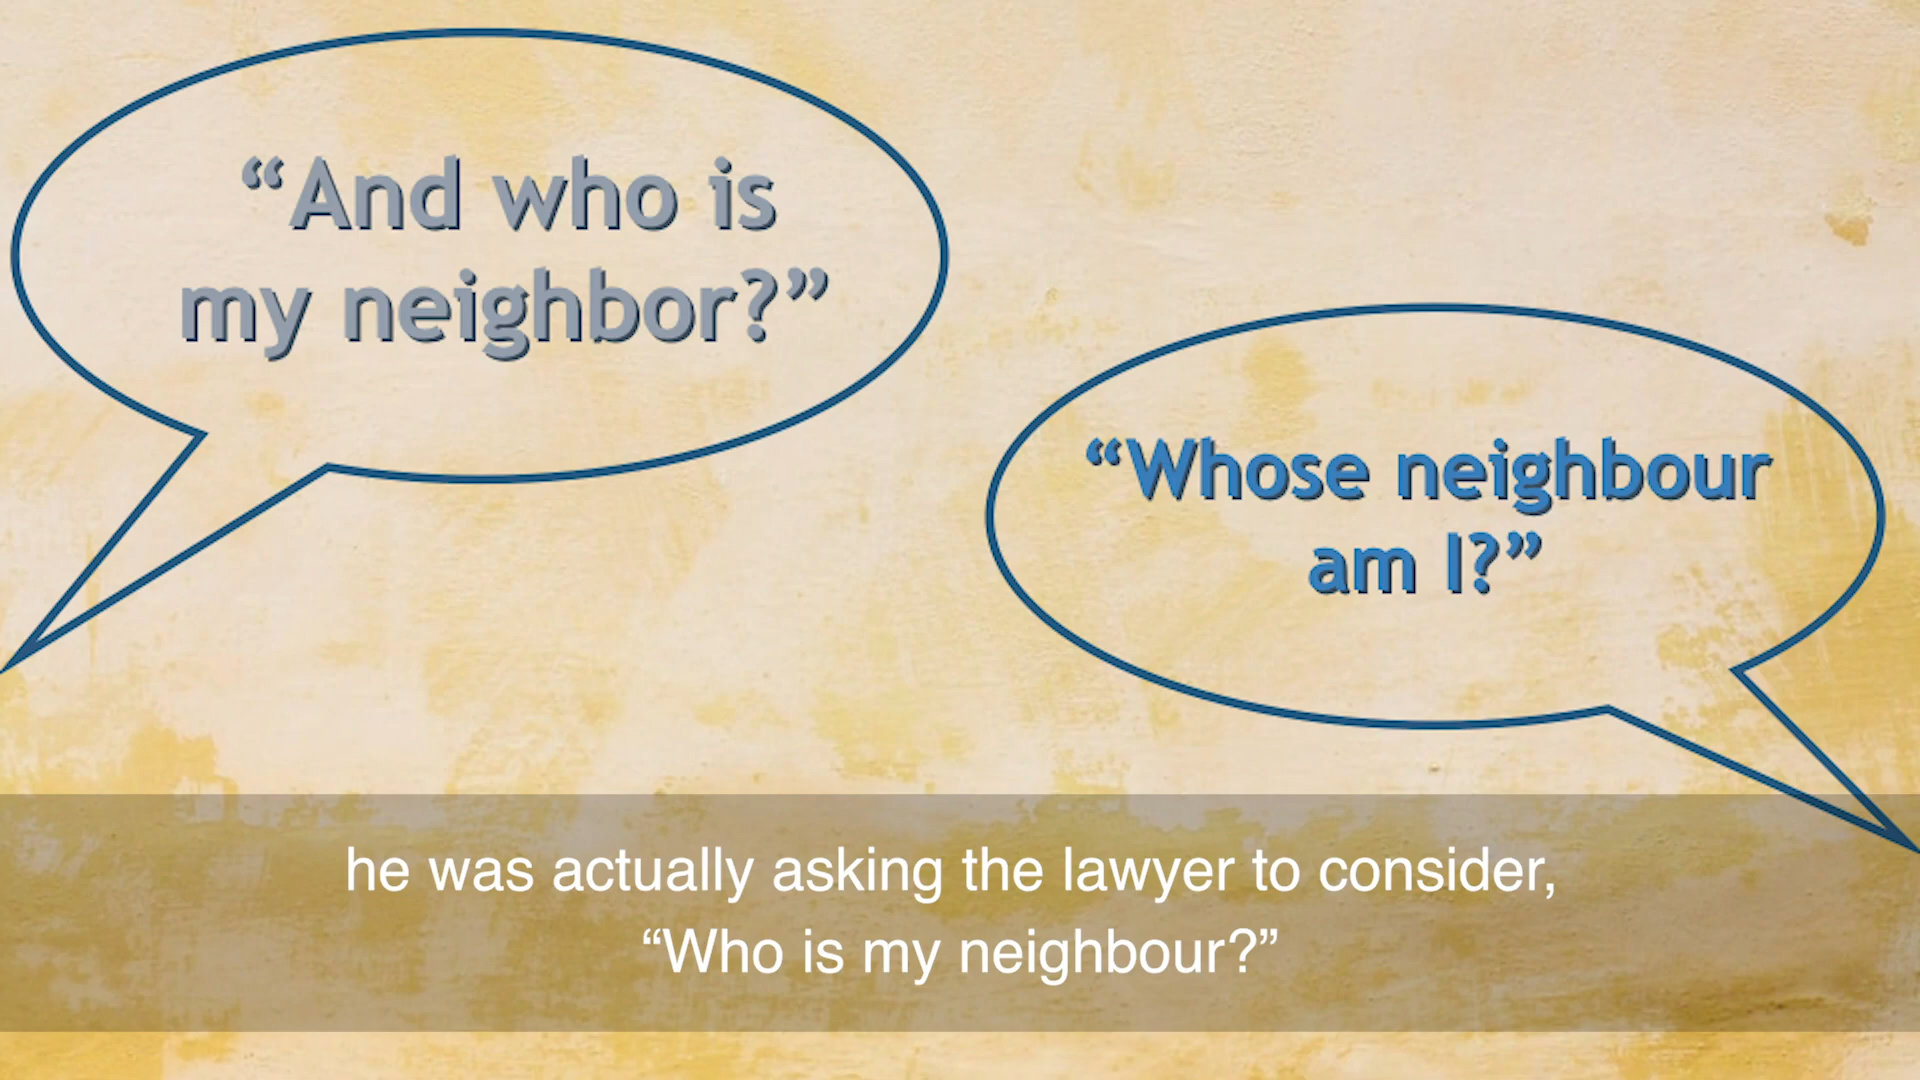 “And who is
my neighbor?”
“Whose neighbour
am I?”
he was actually asking the lawyer to consider,
“Who is my neighbour?”